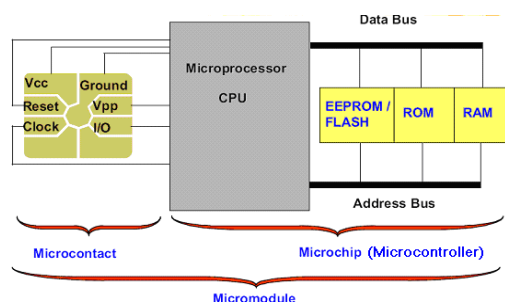 Data Bus
Vcc
Ground
Reset
Vpp
Clock
I/O
Microprocessor
CPU
EEPROM /
FLASH
ROM
RAM
Address Bus
Microcontact
Microchip (Microcontroller)
Micromodule